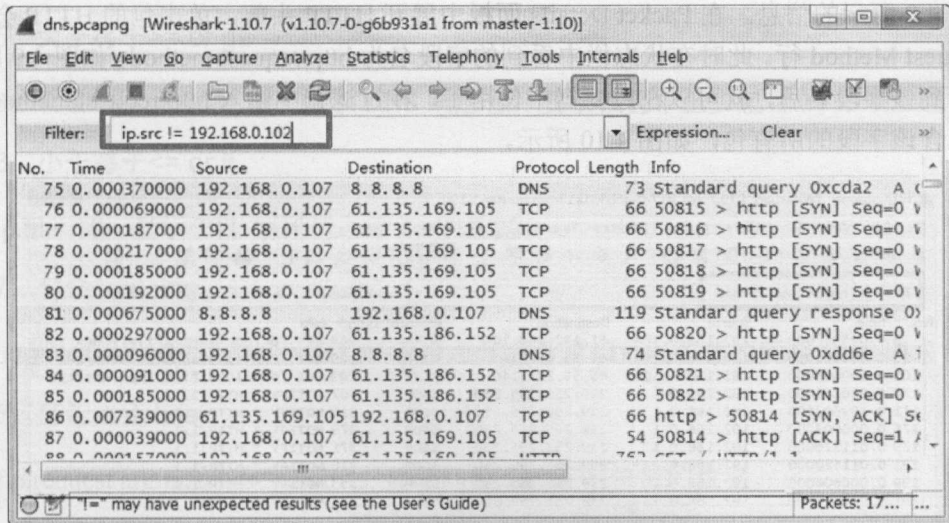 dns.pcapng [Wireshark 1.10.7 (v1.10.7-0-g6b931a1 from master-1.10)]
File Edit View Go Capture Analyze Statistics Telephony Tools Internals Help
Filter: ip.src != 192.168.0.102 Expression... Clear
No. Time Source Destination Protocol Length Info
75 0.000370000 192.168.0.107 8.8.8.8 DNS 73 Standard query 0xcda2 A
76 0.000069000 192.168.0.107 61.135.169.105 TCP 66 50815 > http [SYN] Seq=0
77 0.000187000 192.168.0.107 61.135.169.105 TCP 66 50816 > http [SYN] Seq=0
78 0.000217000 192.168.0.107 61.135.169.105 TCP 66 50817 > http [SYN] Seq=0
79 0.000185000 192.168.0.107 61.135.169.105 TCP 66 50818 > http [SYN] Seq=0
80 0.000192000 192.168.0.107 61.135.169.105 TCP 66 50819 > http [SYN] Seq=0
81 0.000675000 8.8.8.8 192.168.0.107 DNS 119 Standard query response
82 0.000297000 192.168.0.107 61.135.186.152 TCP 66 50820 > http [SYN] Seq=0
83 0.000096000 192.168.0.107 8.8.8.8 DNS 74 Standard query 0xdd6e A
84 0.000091000 192.168.0.107 61.135.186.152 TCP 66 50821 > http [SYN] Seq=0
85 0.000185000 192.168.0.107 61.135.186.152 TCP 66 50822 > http [SYN] Seq=0
86 0.007239000 61.135.169.105 192.168.0.107 TCP 66 http > 50814 [SYN, ACK]
87 0.000039000 192.168.0.107 61.135.169.105 TCP 54 50814 > http [ACK] Seq=1
"!=" may have unexpected results (see the User's Guide) Packets: 17... ...